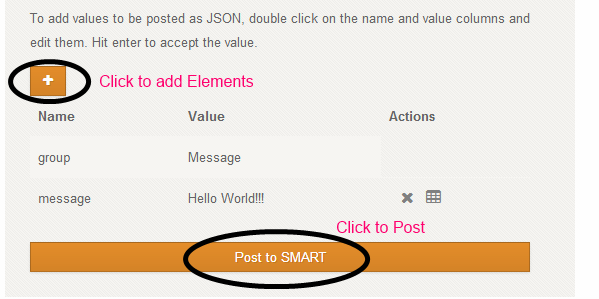 To add values to be posted as JSON, double click on the name and value columns and
edit them. Hit enter to accept the value.
+ Click to add Elements
Name Value Actions
group Message
message Hello World!!!
Click to Post
Post to SMART